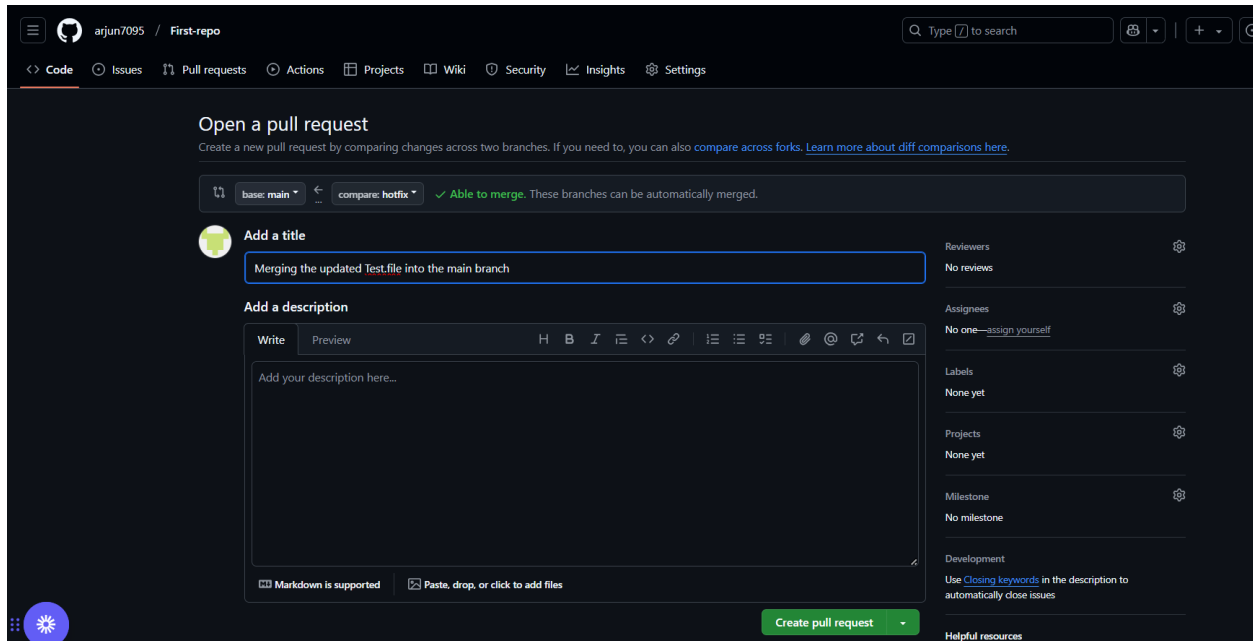 arjun7095 / First-repo
Type / to search
Code Issues Pull requests Actions Projects Wiki Security Insights Settings
Open a pull request
Create a new pull request by comparing changes across two branches. If you need to, you can also compare across forks. Learn more about diff comparisons here.
base: main ← ... compare: hotfix ✓ Able to merge. These branches can be automatically merged.
Add a title
Merging the updated Test.file into the main branch
Add a description
Write Preview
Add your description here...
Markdown is supported
Paste, drop, or click to add files
Create pull request
Reviewers
No reviews
Assignees
No one—assign yourself
Labels
None yet
Projects
None yet
Milestone
No milestone
Development
Use Closing keywords in the description to
automatically close issues
Helpful resources